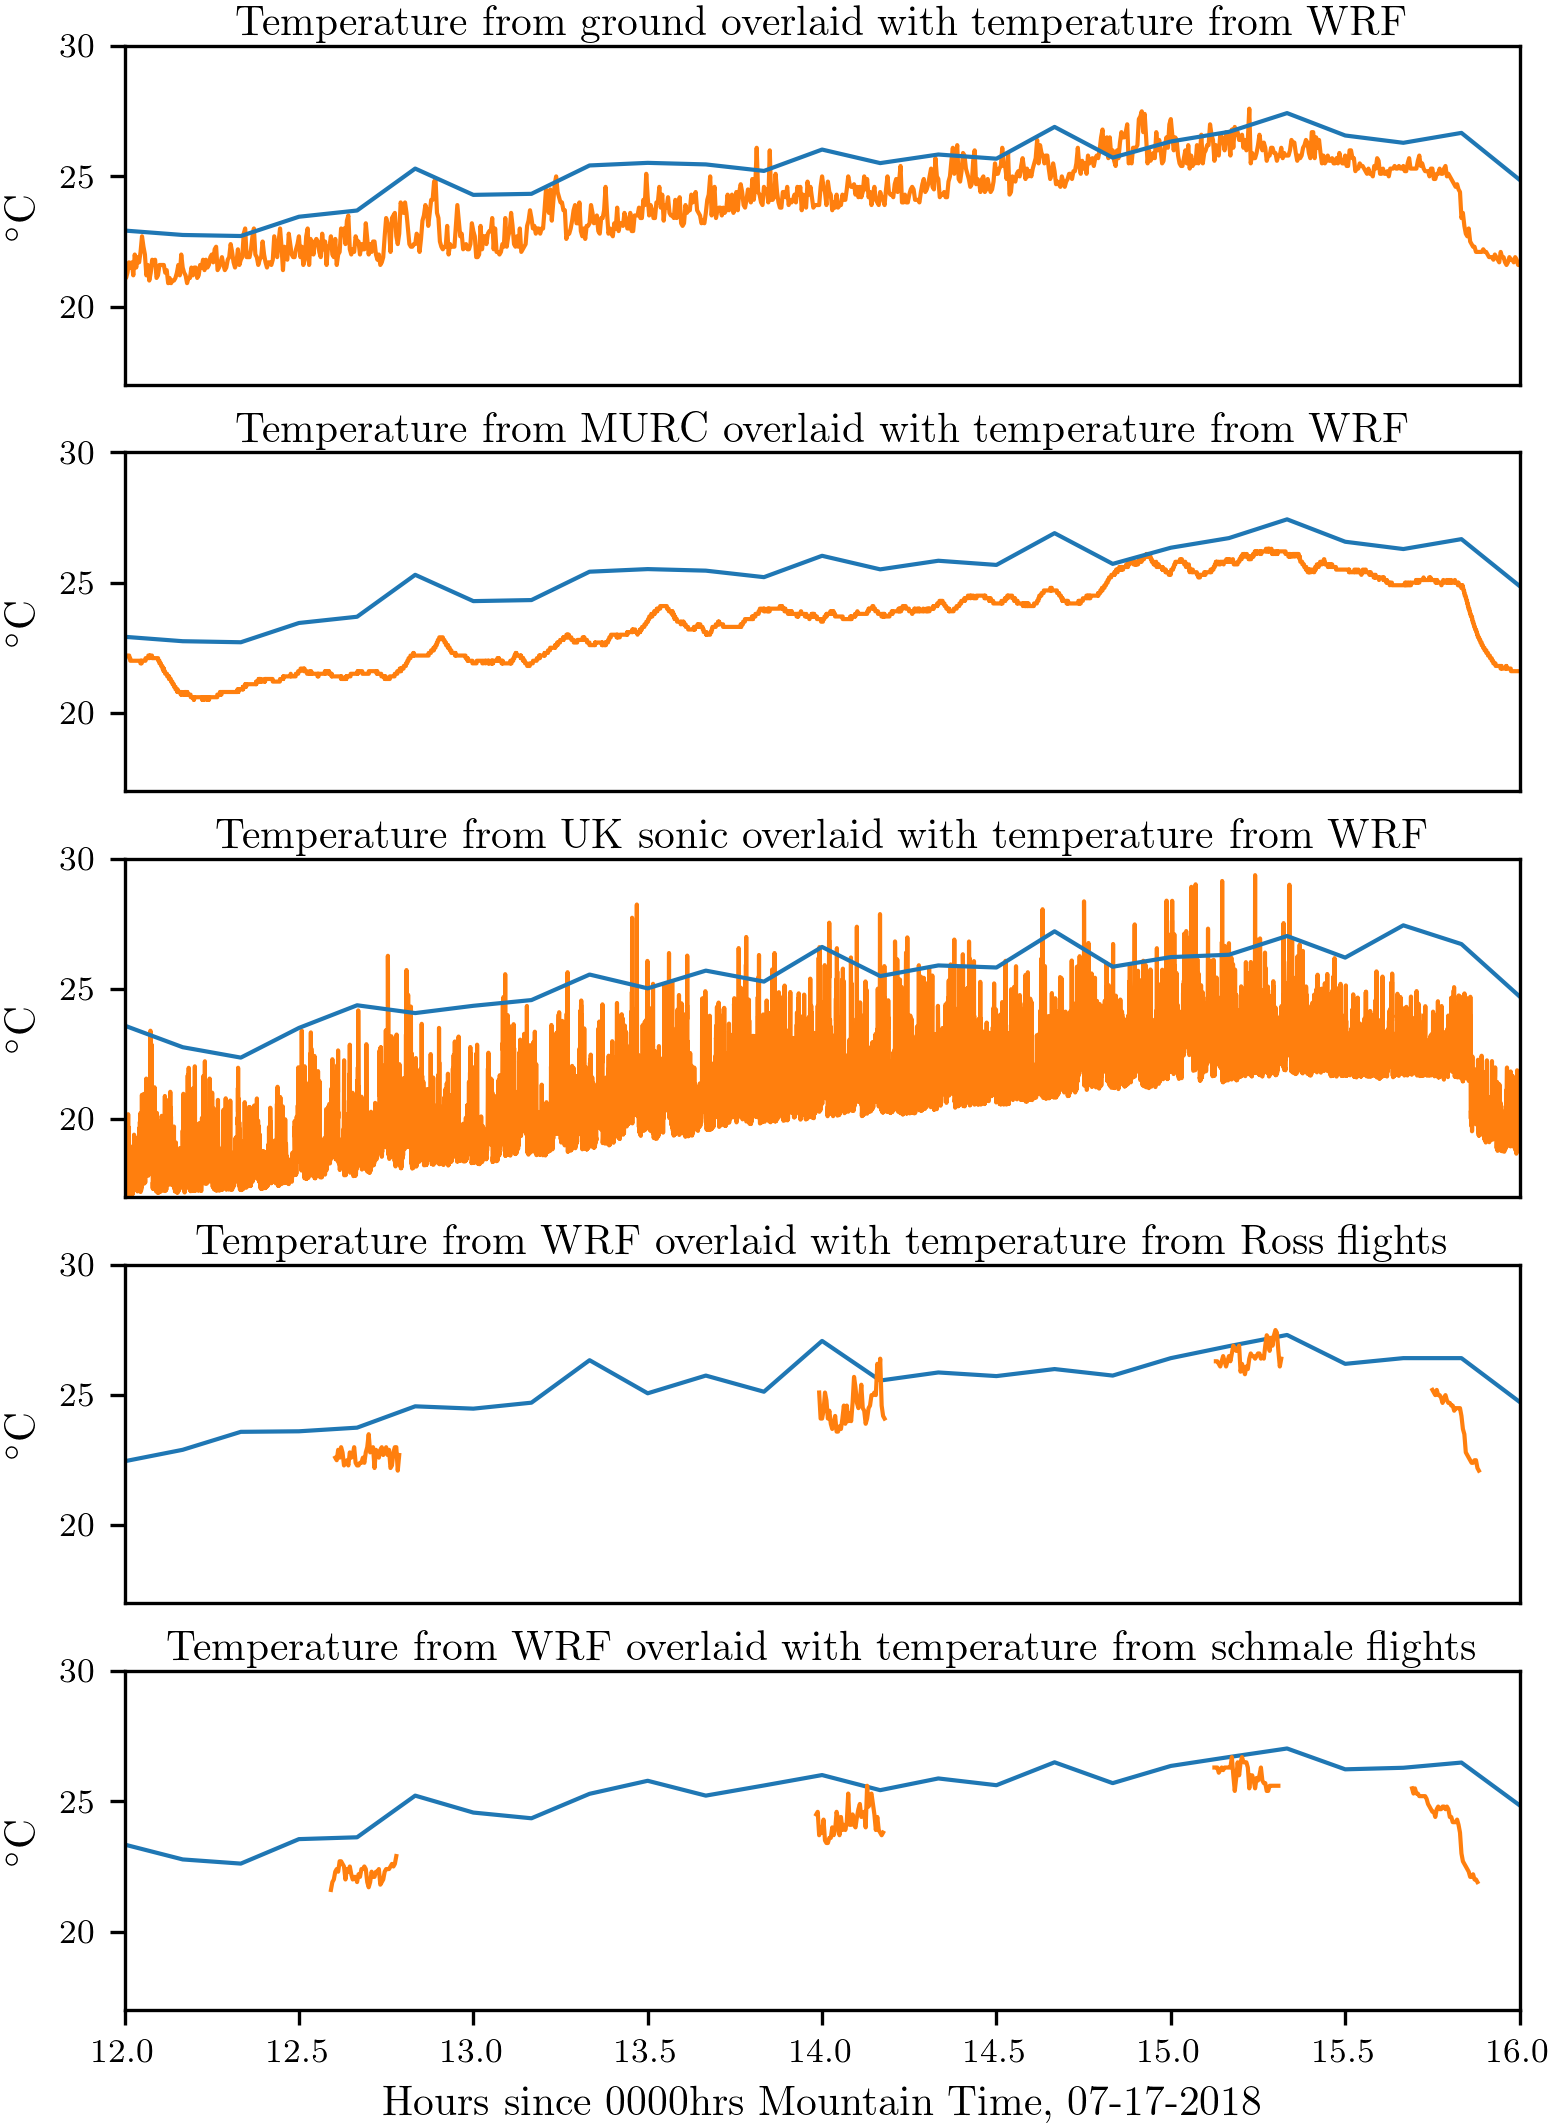 Temperature from ground overlaid with temperature from WRF
30
25
20
°C
Temperature from MURC overlaid with temperature from WRF
30
25
20
°C
Temperature from UK sonic overlaid with temperature from WRF
30
25
20
°C
Temperature from WRF overlaid with temperature from Ross flights
30
25
20
°C
Temperature from WRF overlaid with temperature from schmale flights
30
25
20
°C
12.0 12.5 13.0 13.5 14.0 14.5 15.0 15.5 16.0
Hours since 0000hrs Mountain Time, 07-17-2018